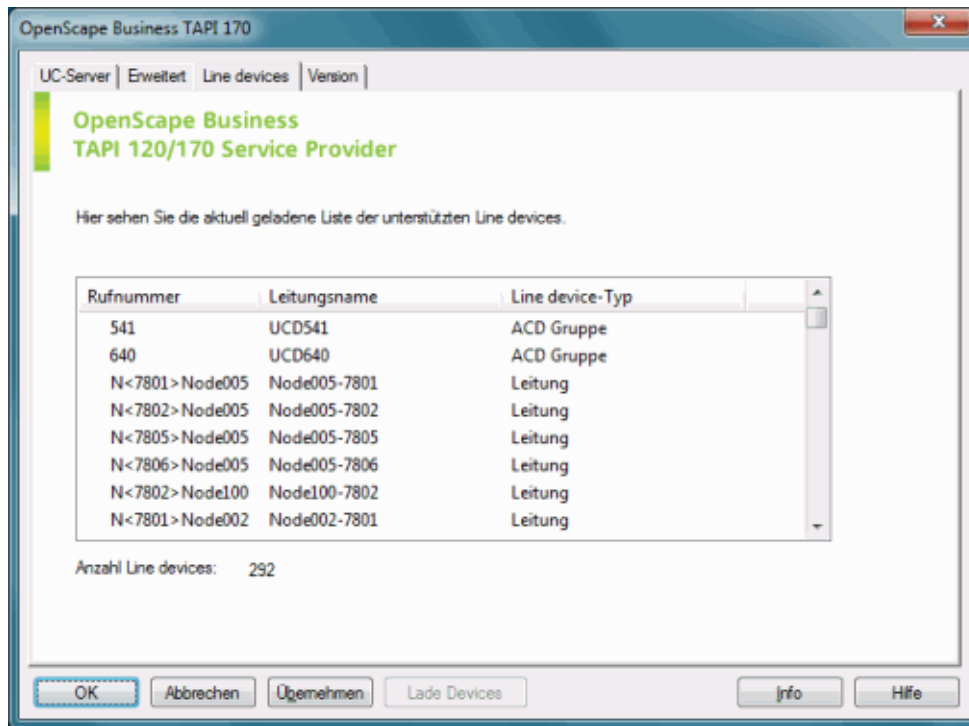 OpenScape Business TAPI 170
UC-Server Erweitert Line devices Version
OpenScape Business
TAPI 120/170 Service Provider
Hier sehen Sie die aktuell geladene Liste der unterstützten Line devices.
Rufnummer Leitungsname Line device-Typ
541 UCD541 ACD Gruppe
640 UCD640 ACD Gruppe
N<7801>Node005 Node005-7801 Leitung
N<7802>Node005 Node005-7802 Leitung
N<7805>Node005 Node005-7805 Leitung
N<7806>Node005 Node005-7806 Leitung
N<7802>Node100 Node100-7802 Leitung
N<7801>Node002 Node002-7801 Leitung
Anzahl Line devices: 292
OK Abbrechen Übernehmen Lade Devices Info Hilfe